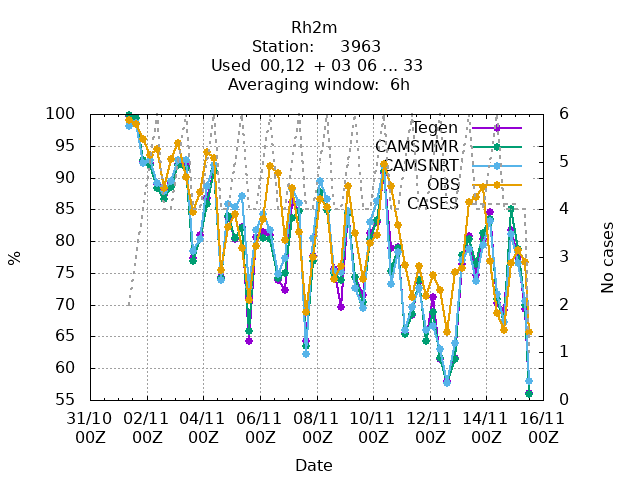 Rh2m
Station: 3963
Used 00,12 + 03 06 ... 33
Averaging window: 6h
100 6
Tegen
CAMSMMR
95 5
CAMSNRT
90
OBS
85 CASES 4
80
% 75 3 No cases
70 2
65
60 1
55 0
31/10 02/11 04/11 06/11 08/11 10/11 12/11 14/11 16/11
00Z 00Z 00Z 00Z 00Z 00Z 00Z 00Z 00Z
Date